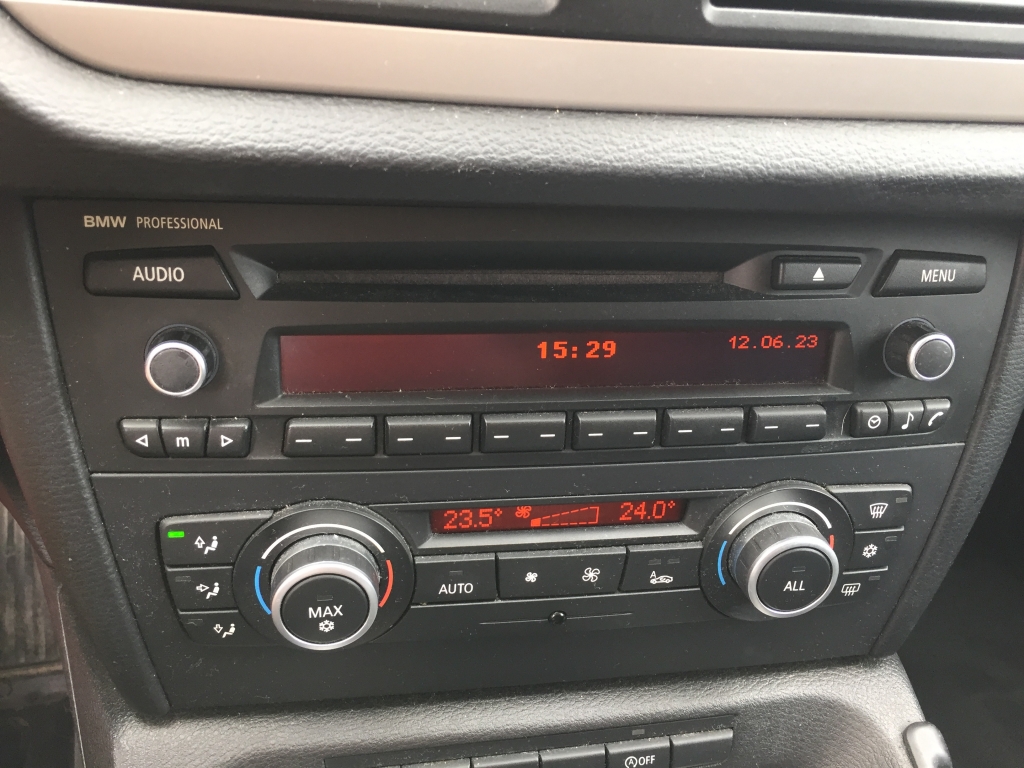 BMW PROFESSIONAL
AUDIO
MENU
15:29
12.06.23
m
23.5°
24.0°
AUTO
A
MAX
ALL
A OFF